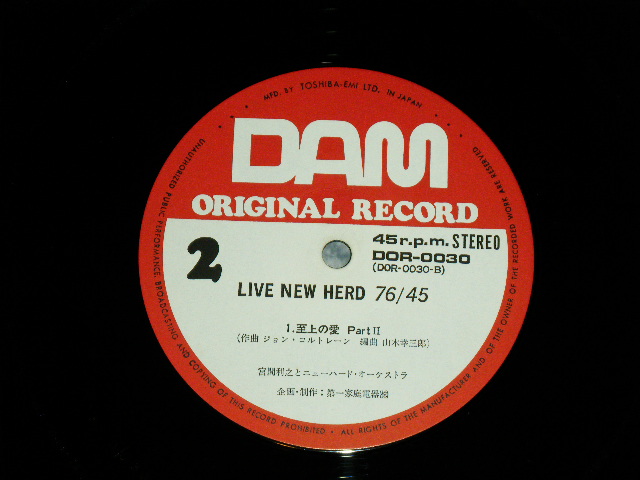 MFD. BY TOSHIBA-EMI LTD. IN JAPAN
DAM
ORIGINAL RECORD
2
45r.p.m. STEREO
DOR-0030
(DOR-0030-B)
LIVE NEW HERD 76/45
1.至上の愛 Part II
(作曲 ジョン・コルトレーン 編曲 山木幸三郎)
宮間利之とニューハード・オーケストラ
企画・制作:第一家庭電器㈱
ALL RIGHTS OF THE MANUFACTURER AND OF THE OWNER OF THE RECORDED WORK ARE RESERVED
UNAUTHORIZED PUBLIC PERFORMANCE, BROADCASTING AND COPYING OF THIS RECORD PROHIBITED